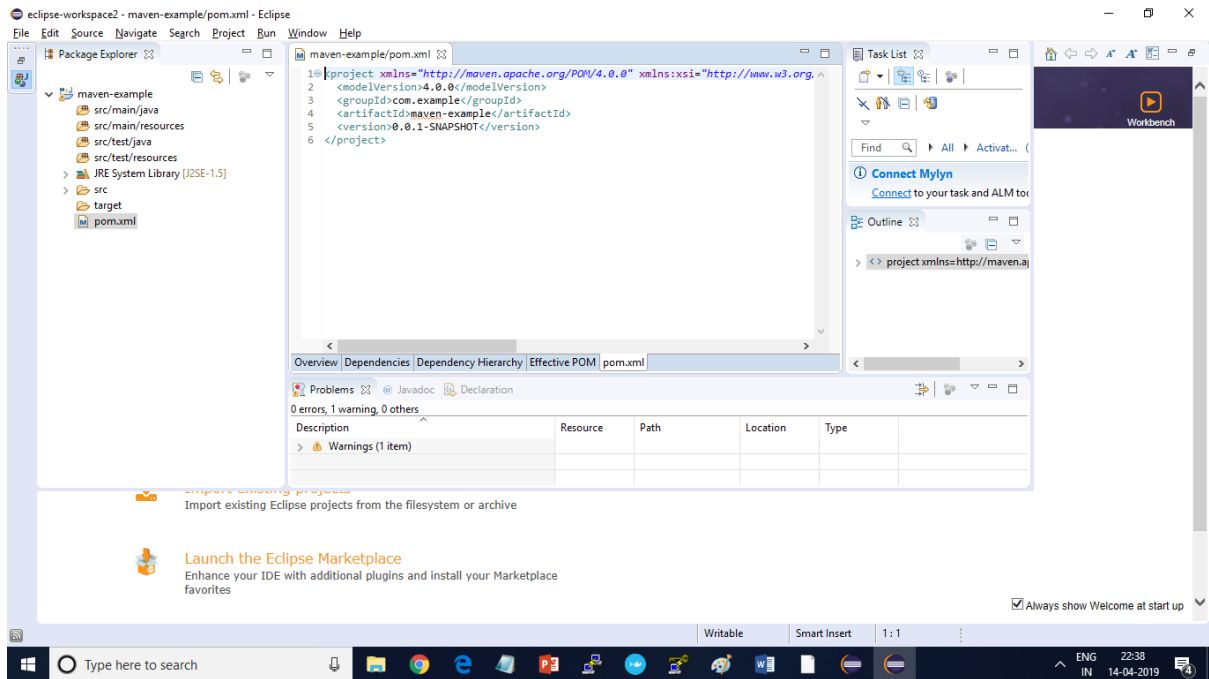 eclipse-workspace2 - maven-example/pom.xml - Eclipse
File Edit Source Navigate Search Project Run Window Help
Package Explorer
maven-example
src/main/java
src/main/resources
src/test/java
src/test/resources
JRE System Library [J2SE-1.5]
src
target
pom.xml
maven-example/pom.xml
1 <project xmlns="http://maven.apache.org/POM/4.0.0" xmlns:xsi="http://www.w3.org.
2 <modelVersion>4.0.0</modelVersion>
3 <groupId>com.example</groupId>
4 <artifactId>maven-example</artifactId>
5 <version>0.0.1-SNAPSHOT</version>
6 </project>
Overview Dependencies Dependency Hierarchy Effective POM pom.xml
Task List
Find All Activat...
Connect Mylyn
Connect to your task and ALM too
Outline
project xmlns=http://maven.a
Workbench
Problems @ Javadoc Declaration
0 errors, 1 warning, 0 others
Description Resource Path Location Type
Warnings (1 item)
Import existing projects
Import existing Eclipse projects from the filesystem or archive
Launch the Eclipse Marketplace
Enhance your IDE with additional plugins and install your Marketplace
favorites
Always show Welcome at start up
Writable Smart Insert 1 : 1
Type here to search
ENG 22:38
IN 14-04-2019
4